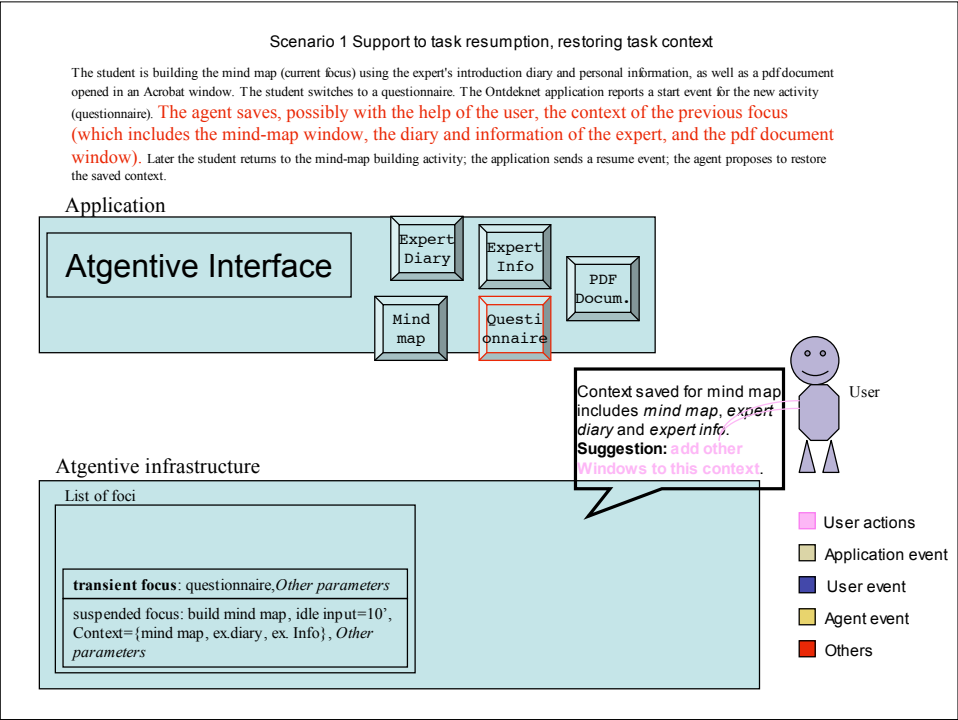 Scenario 1 Support to task resumption, restoring task context
The student is building the mind map (current focus) using the expert's introduction diary and personal information, as well as a pdf document
opened in an Acrobat window. The student switches to a questionnaire. The Ontdeknet application reports a start event for the new activity
(questionnaire). The agent saves, possibly with the help of the user, the context of the previous focus
(which includes the mind-map window, the diary and information of the expert, and the pdf document
window). Later the student returns to the mind-map building activity; the application sends a resume event; the agent proposes to restore
the saved context.
Application
Atgentive Interface
Expert
Diary
Expert
Info
PDF
Docum.
Mind
map
Questi
onnaire
User
Context saved for mind map
includes mind map, expert
diary and expert info.
Suggestion: add other
Windows to this context.
Atgentive infrastructure
List of foci
transient focus: questionnaire,Other parameters
suspended focus: build mind map, idle input=10’,
Context={mind map, ex.diary, ex. Info}, Other
parameters
User actions
Application event
User event
Agent event
Others